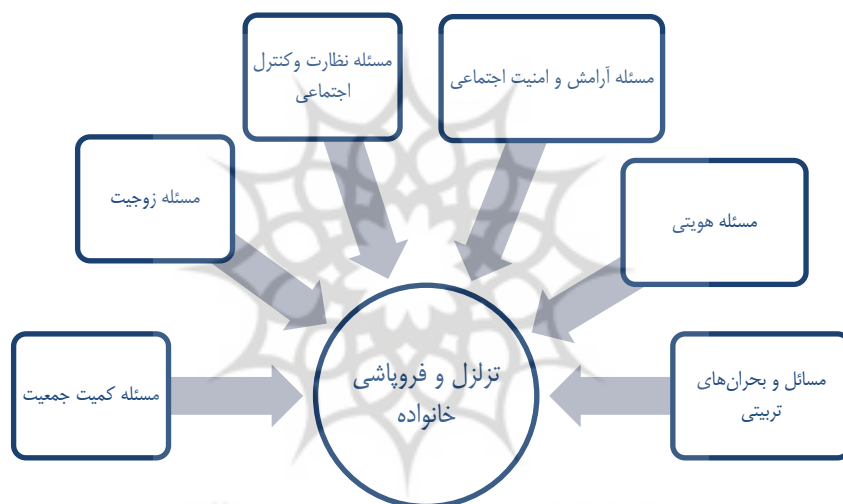 مسئله آرامش و امنیت اجتماعی
مسئله نظارت وکنترل
اجتماعی
مسئله هویتی
مسئله زوجیت
مسائل و بحران‌های
تربیتی
مسئله کمیت جمعیت
تزلزل و فروپاشی
خانواده